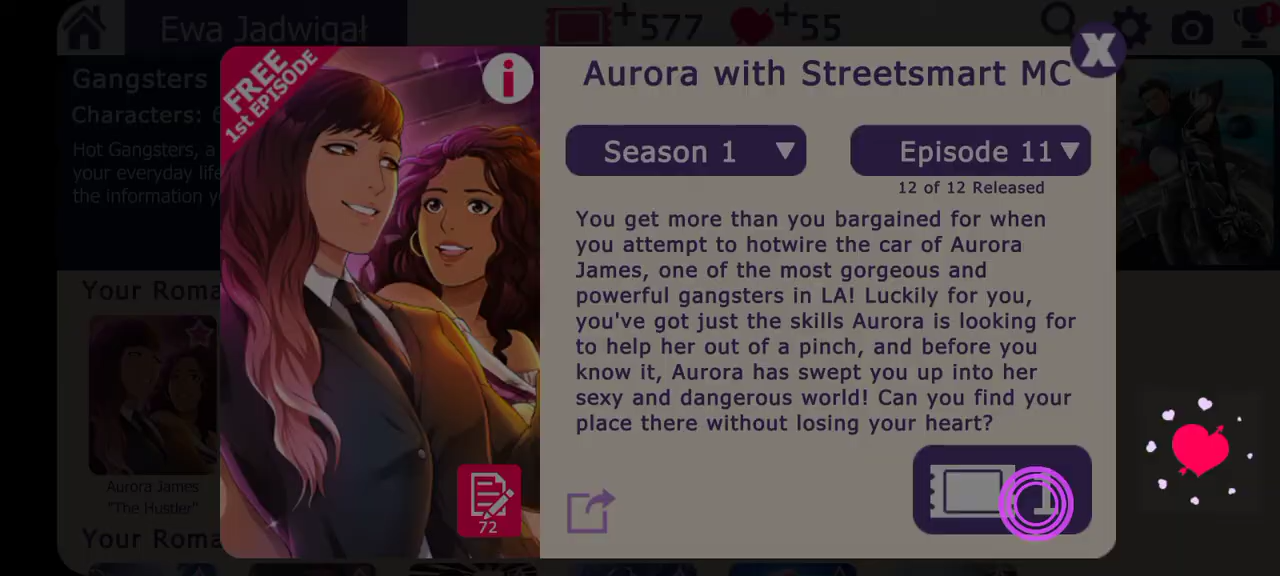 Ewa Jadwigał
+577
+55
Gangsters
Characters: 6
Hot Gangsters, a
your everyday life
the information y
Your Roma
Aurora James
"The Hustler"
Your Roma
FREE
1st EPISODE
i
72
Aurora with Streetsmart MC
X
Season 1
Episode 11
12 of 12 Released
You get more than you bargained for when
you attempt to hotwire the car of Aurora
James, one of the most gorgeous and
powerful gangsters in LA! Luckily for you,
you've got just the skills Aurora is looking for
to help her out of a pinch, and before you
know it, Aurora has swept you up into her
sexy and dangerous world! Can you find your
place there without losing your heart?
1